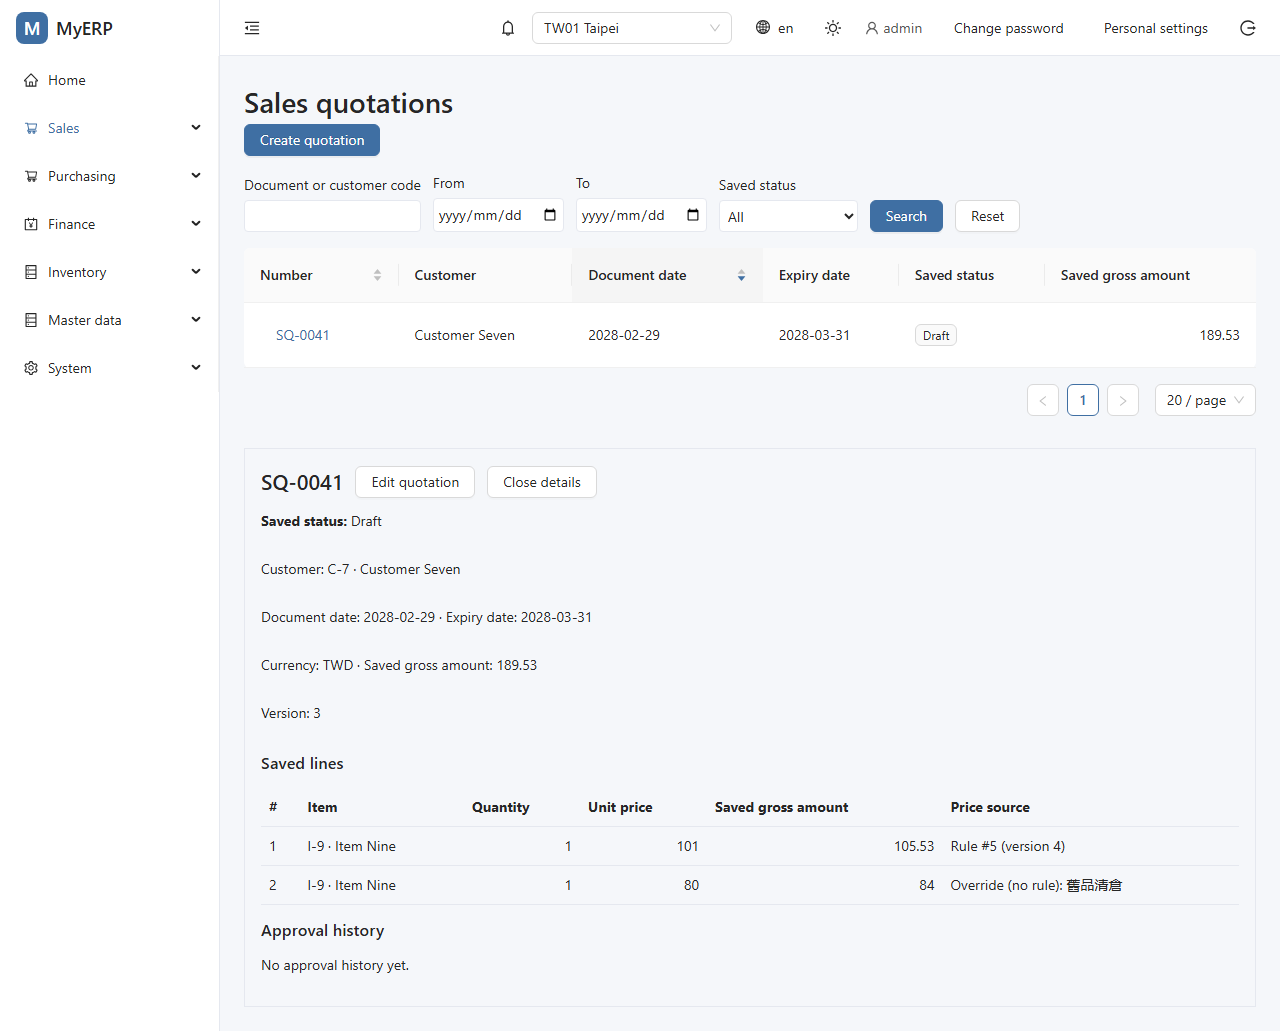 M MyERP
TW01 Taipei
en
admin
Change password
Personal settings
Home
Sales
Purchasing
Finance
Inventory
Master data
System
Sales quotations
Create quotation
Document or customer code
From
To
Saved status
yyyy/mm/dd
yyyy/mm/dd
All
Search
Reset
Number Customer Document date Expiry date Saved status Saved gross amount
SQ-0041 Customer Seven 2028-02-29 2028-03-31 Draft 189.53
< 1 > 20 / page
SQ-0041 Edit quotation Close details
Saved status: Draft
Customer: C-7 · Customer Seven
Document date: 2028-02-29 · Expiry date: 2028-03-31
Currency: TWD · Saved gross amount: 189.53
Version: 3
Saved lines
# Item Quantity Unit price Saved gross amount Price source
1 I-9 · Item Nine 1 101 105.53 Rule #5 (version 4)
2 I-9 · Item Nine 1 80 84 Override (no rule): 舊品清倉
Approval history
No approval history yet.